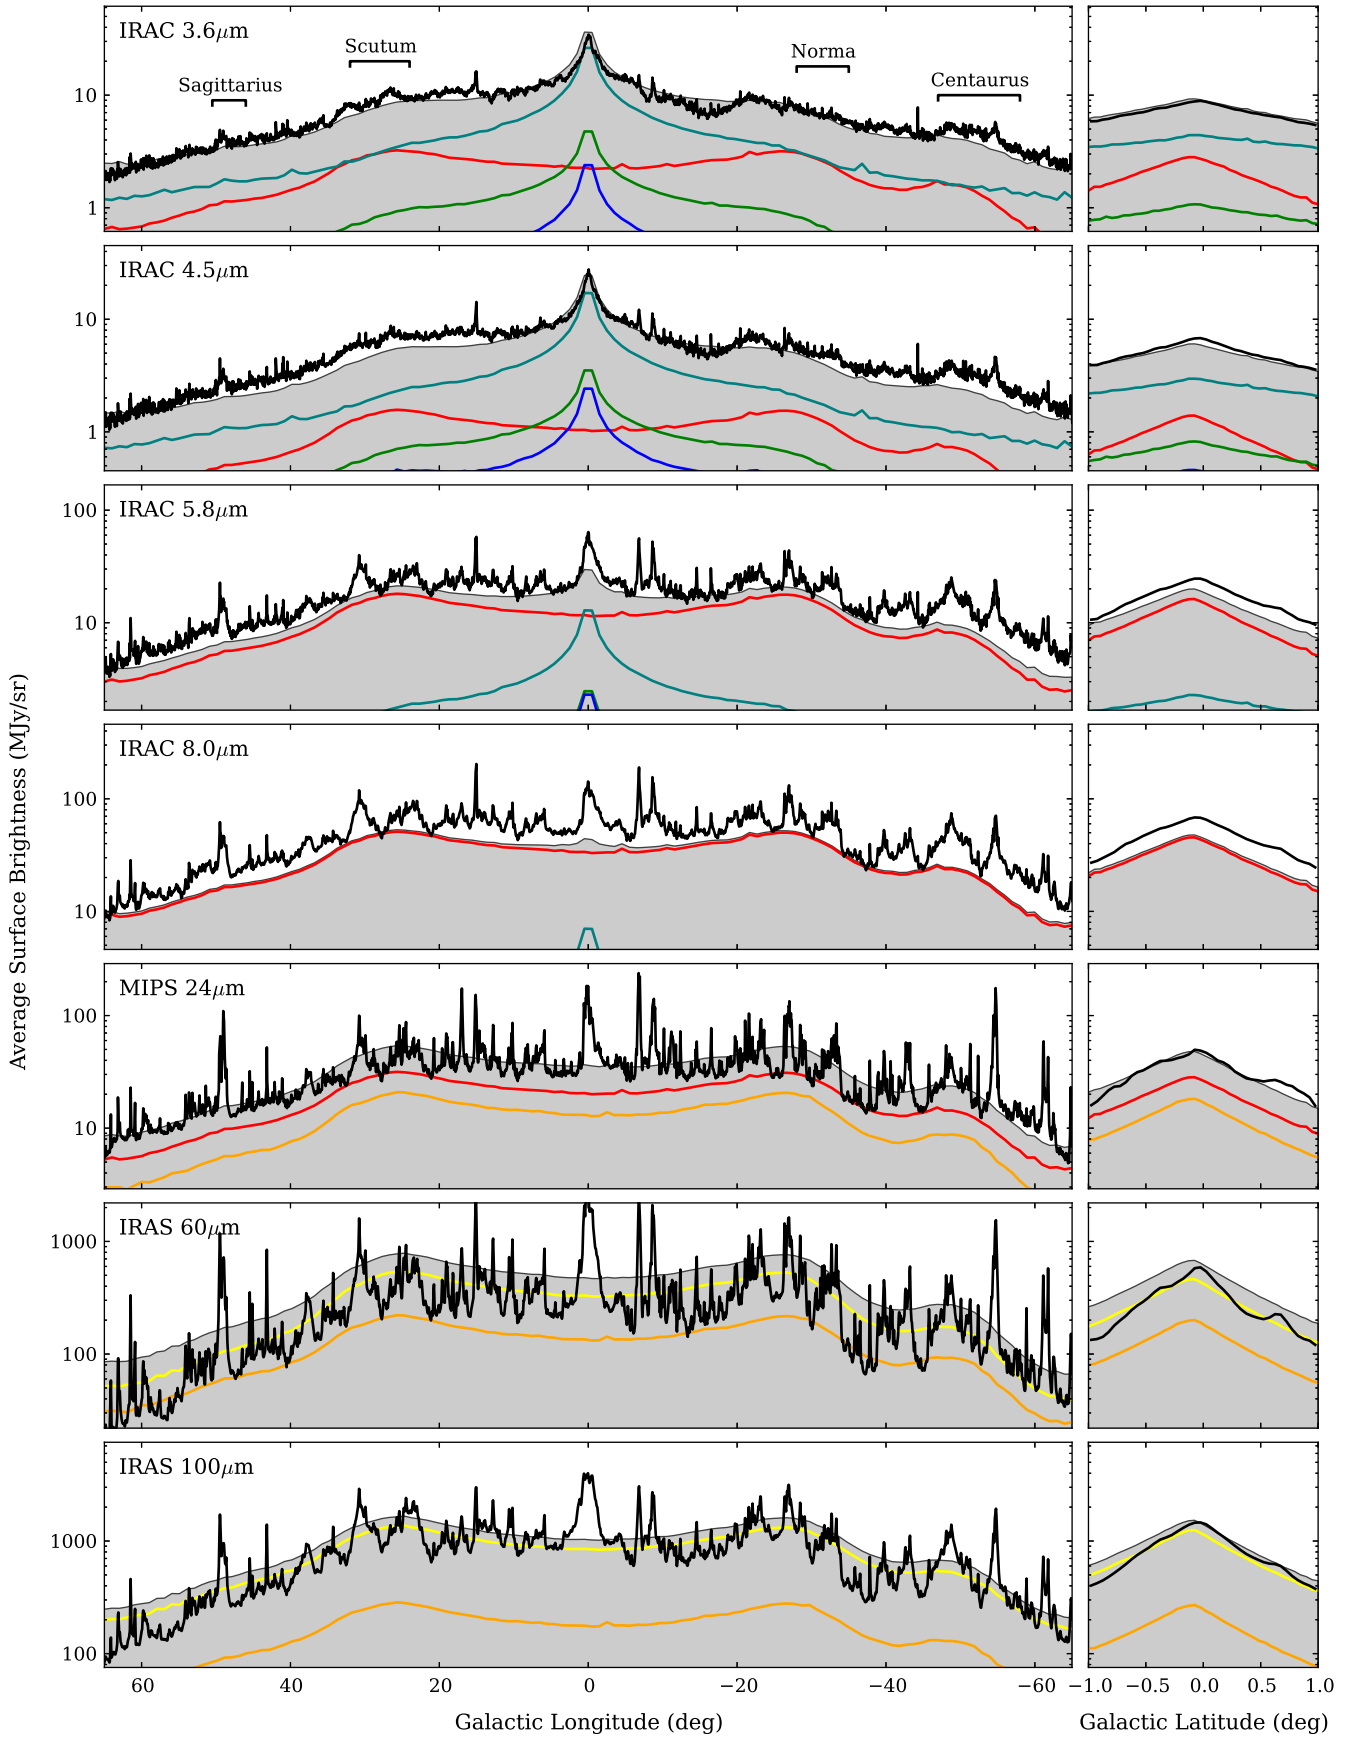 IRAC 3.6μm
Sagittarius
Scutum
Norma
Centaurus
10
1
IRAC 4.5μm
10
1
IRAC 5.8μm
100
10
IRAC 8.0μm
100
10
MIPS 24μm
100
10
IRAS 60μm
1000
100
IRAS 100μm
1000
100
Average Surface Brightness (MJy/sr)
60 40 20 0 −20 −40 −60
−1.0 −0.5 0.0 0.5 1.0
Galactic Longitude (deg)
Galactic Latitude (deg)